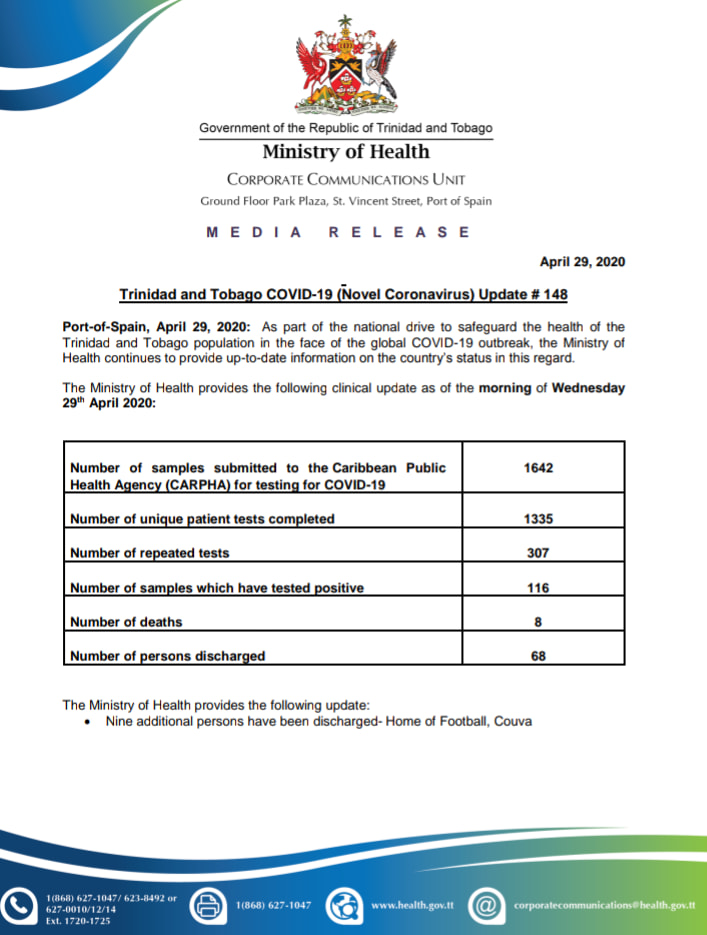 Government of the Republic of Trinidad and Tobago
Ministry of Health
CORPORATE COMMUNICATIONS UNIT
Ground Floor Park Plaza, St. Vincent Street, Port of Spain
MEDIA RELEASE
April 29, 2020
Trinidad and Tobago COVID-19 (Novel Coronavirus) Update # 148
Port-of-Spain, April 29, 2020: As part of the national drive to safeguard the health of the
Trinidad and Tobago population in the face of the global COVID-19 outbreak, the Ministry of
Health continues to provide up-to-date information on the country's status in this regard.
The Ministry of Health provides the following clinical update as of the morning of Wednesday
29th April 2020:
Number of samples submitted to the Caribbean Public 1642
Health Agency (CARPHA) for testing for COVID-19
Number of unique patient tests completed 1335
Number of repeated tests 307
Number of samples which have tested positive 116
Number of deaths 8
Number of persons discharged 68
The Ministry of Health provides the following update:
• Nine additional persons have been discharged- Home of Football, Couva
1(868) 627-1047/ 623-8492 or
627-0010/12/14
Ext. 1720-1725
1(868) 627-1047
www.health.gov.tt
corporatecommunications@health.gov.tt